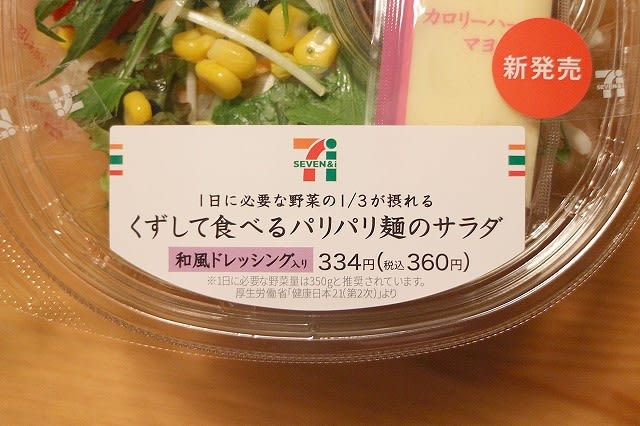 カロリーハー
マヨ
新発売
SEVEN&i
1日に必要な野菜の1/3が摂れる
くずして食べるパリパリ麺のサラダ
和風ドレッシング入り 334円(税込360円)
※1日に必要な野菜量は350gと推奨されています。
厚生労働省「健康日本21(第2次)」より